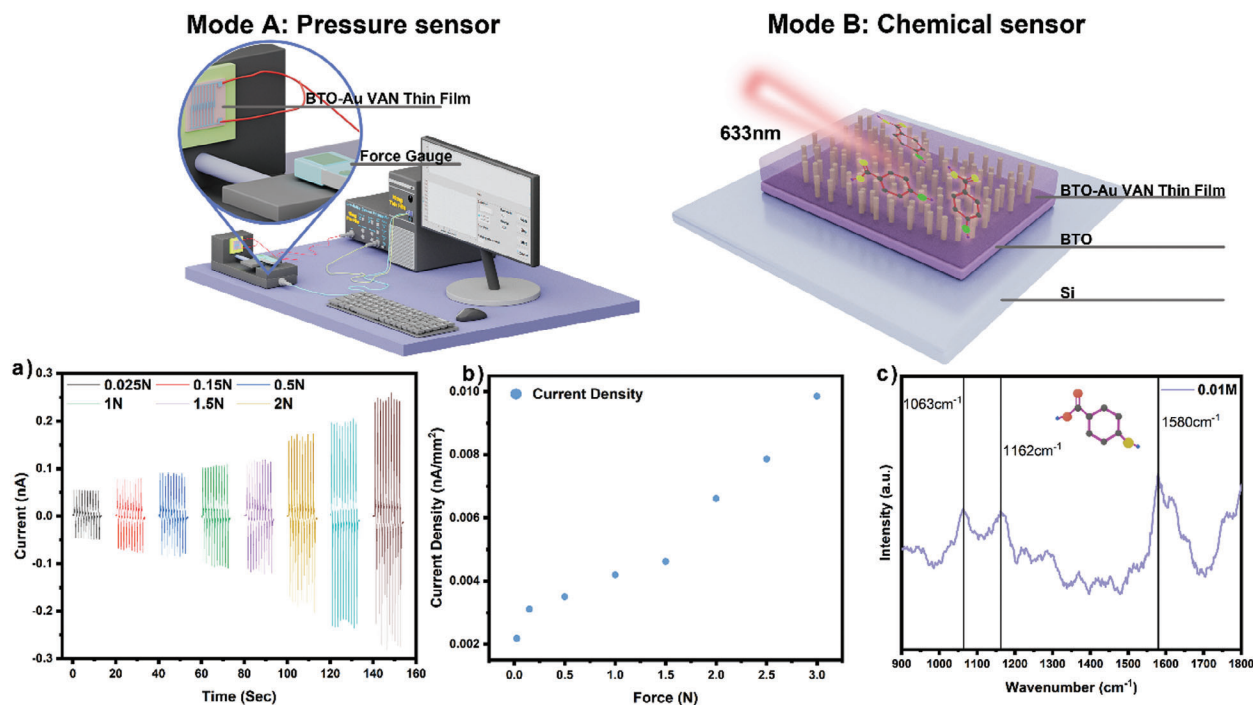 Mode A: Pressure sensor
Mode B: Chemical sensor
BTO-Au VAN Thin Film
Force Gauge
633nm
BTO-Au VAN Thin Film
BTO
Si
a)
0.025N 0.15N 0.5N
1N 1.5N 2N
0.3
0.2
0.1
0.0
-0.1
-0.2
-0.3
Current (nA)
0 20 40 60 80 100 120 140 160
Time (Sec)
b)
Current Density
0.010
0.008
0.006
0.004
0.002
Current Density (nA/mm²)
0.0 0.5 1.0 1.5 2.0 2.5 3.0
Force (N)
c)
0.01M
1063cm⁻¹
1162cm⁻¹
1580cm⁻¹
Intensity (a.u.)
900 1000 1100 1200 1300 1400 1500 1600 1700 1800
Wavenumber (cm⁻¹)